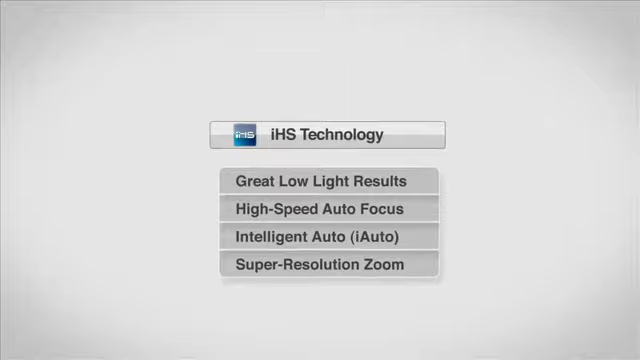 iHS iHS Technology
Great Low Light Results
High-Speed Auto Focus
Intelligent Auto (iAuto)
Super-Resolution Zoom